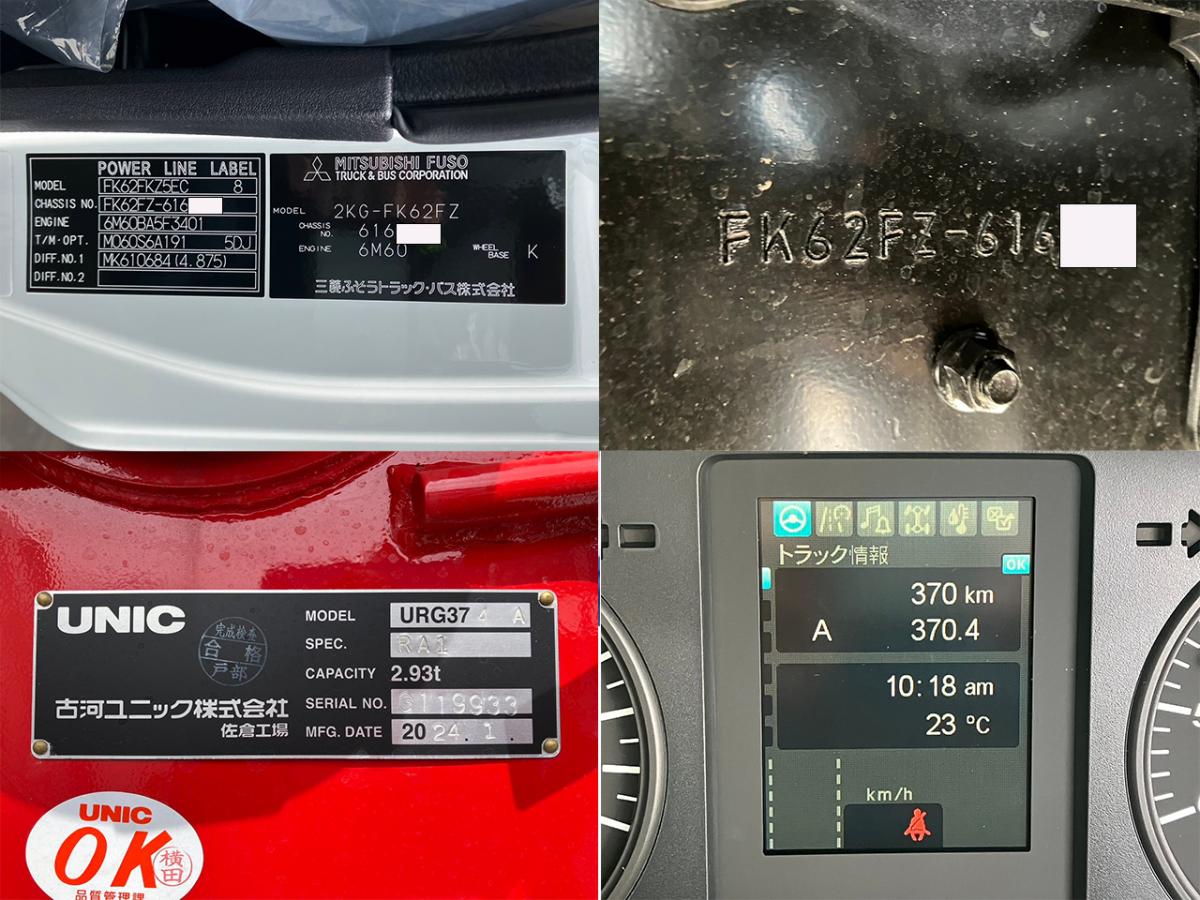 POWER LINE LABEL
MODEL FK62FKZ5EC 8
CHASSIS NO. FK62FZ-616
ENGINE 6M60BA5F3401
T/M·OPT. M060S6A191 5DJ
DIFF.NO.1 MK610684(4.875)
DIFF.NO.2
MITSUBISHI FUSO
TRUCK & BUS CORPORATION
MODEL 2KG-FK62FZ
CHASSIS NO. 616
ENGINE 6M60 WHEEL BASE K
三菱ふそうトラック・バス株式会社
FK62FZ-616
UNIC
完成検査
合格
戸部
古河ユニック株式会社
佐倉工場
MODEL URG374 A
SPEC. RA1
CAPACITY 2.93t
SERIAL NO. G119933
MFG. DATE 2024.1.
UNIC
OK
横田
品質管理課
トラック情報
OK
370 km
A 370.4
10:18 am
23 ℃
km/h